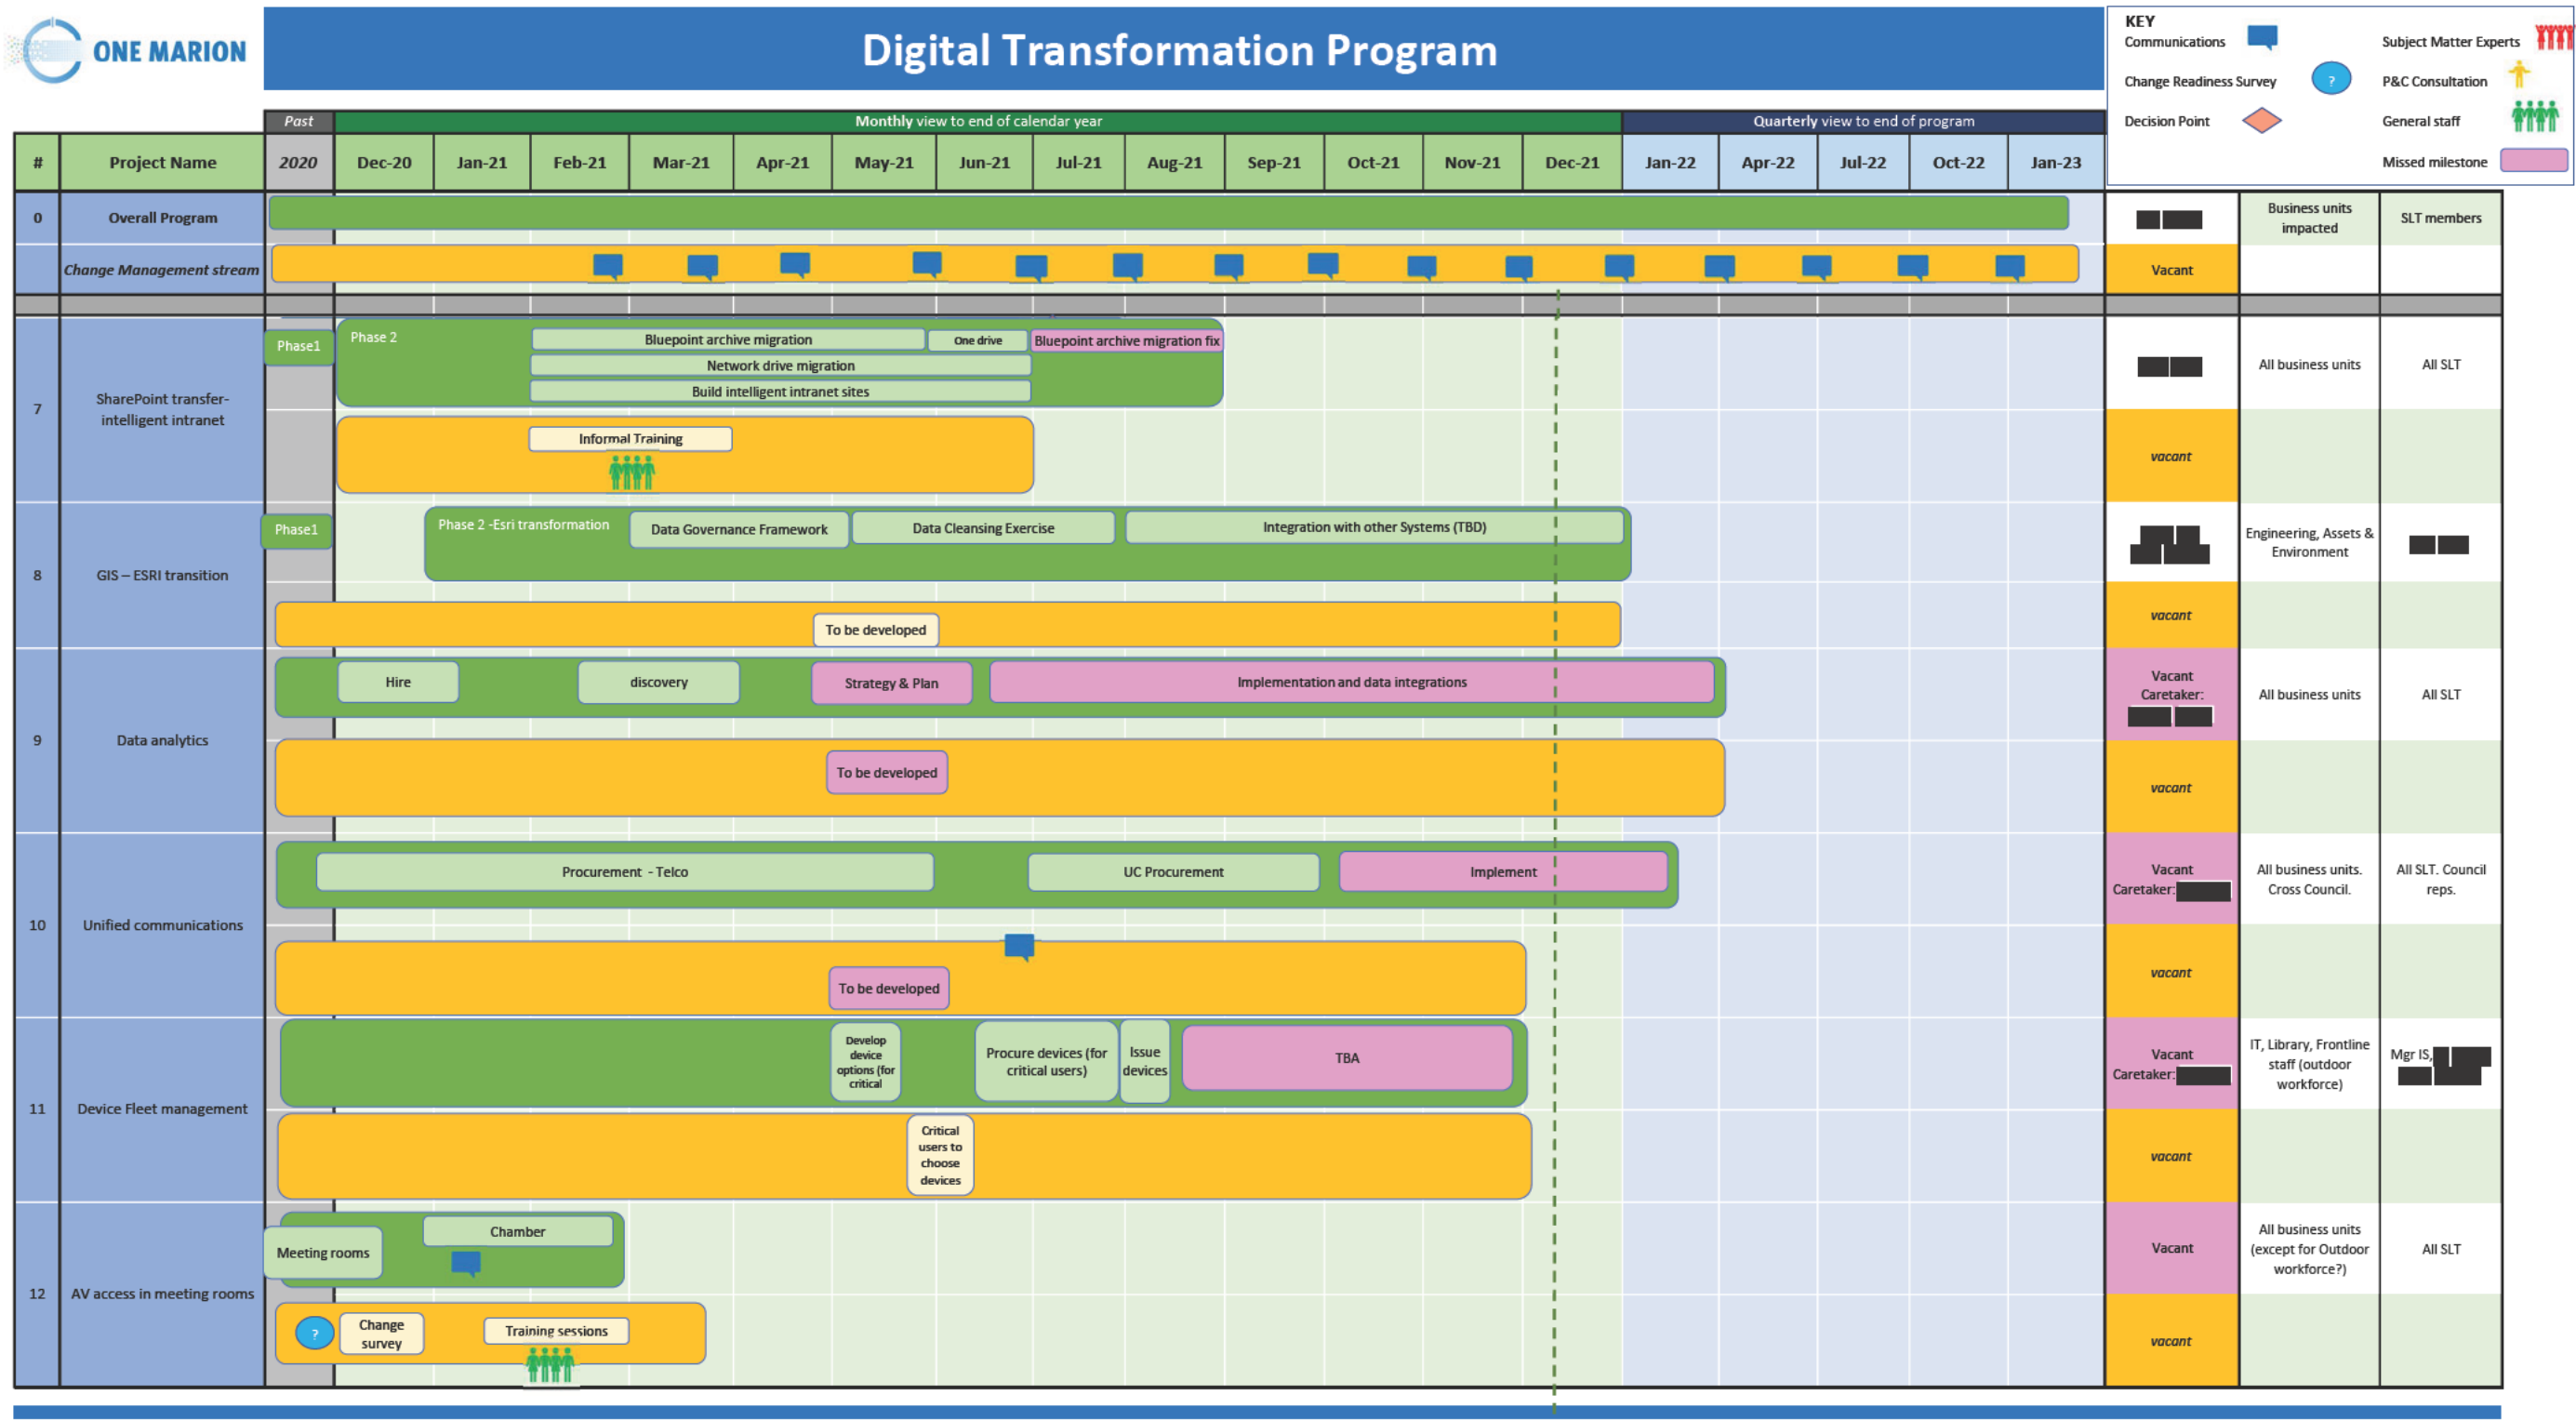 ONE MARION
Digital Transformation Program
KEY
Communications
Subject Matter Experts
Change Readiness Survey
?
P&C Consultation
Decision Point
General staff
Missed milestone
Past
Monthly view to end of calendar year
Quarterly view to end of program
#
Project Name
2020
Dec-20
Jan-21
Feb-21
Mar-21
Apr-21
May-21
Jun-21
Jul-21
Aug-21
Sep-21
Oct-21
Nov-21
Dec-21
Jan-22
Apr-22
Jul-22
Oct-22
Jan-23
0
Overall Program
Business units
impacted
SLT members
Change Management stream
Vacant
7
SharePoint transfer-
intelligent intranet
Phase1
Phase 2
Bluepoint archive migration
One drive
Bluepoint archive migration fix
Network drive migration
Build intelligent intranet sites
All business units
All SLT
Informal Training
vacant
8
GIS – ESRI transition
Phase1
Phase 2 -Esri transformation
Data Governance Framework
Data Cleansing Exercise
Integration with other Systems (TBD)
Engineering, Assets &
Environment
To be developed
vacant
9
Data analytics
Hire
discovery
Strategy & Plan
Implementation and data integrations
Vacant
Caretaker:
All business units
All SLT
To be developed
vacant
10
Unified communications
Procurement - Telco
UC Procurement
Implement
Vacant
Caretaker:
All business units.
Cross Council.
All SLT. Council
reps.
To be developed
vacant
11
Device Fleet management
Develop
device
options (for
critical
Procure devices (for
critical users)
Issue
devices
TBA
Vacant
Caretaker:
IT, Library, Frontline
staff (outdoor
workforce)
Mgr IS,
Critical
users to
choose
devices
vacant
12
AV access in meeting rooms
Meeting rooms
Chamber
Vacant
All business units
(except for Outdoor
workforce?)
All SLT
?
Change
survey
Training sessions
vacant